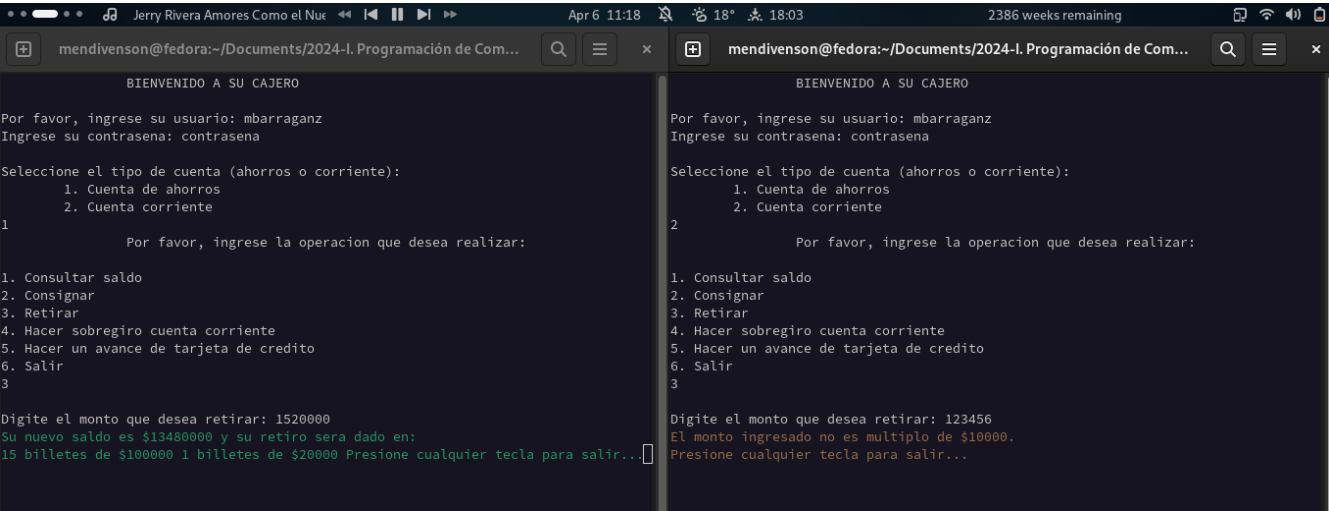 Jerry Rivera Amores Como el Nue
Apr 6 11:18
18°
18:03
2386 weeks remaining
mendivenson@fedora:~/Documents/2024-I. Programación de Com...
BIENVENIDO A SU CAJERO
Por favor, ingrese su usuario: mbarraganz
Ingrese su contrasena: contrasena
Seleccione el tipo de cuenta (ahorros o corriente):
1. Cuenta de ahorros
2. Cuenta corriente
1
Por favor, ingrese la operacion que desea realizar:
1. Consultar saldo
2. Consignar
3. Retirar
4. Hacer sobregiro cuenta corriente
5. Hacer un avance de tarjeta de credito
6. Salir
3
Digite el monto que desea retirar: 1520000
Su nuevo saldo es $13480000 y su retiro sera dado en:
15 billetes de $100000 1 billetes de $20000 Presione cualquier tecla para salir...
mendivenson@fedora:~/Documents/2024-I. Programación de Com...
BIENVENIDO A SU CAJERO
Por favor, ingrese su usuario: mbarraganz
Ingrese su contrasena: contrasena
Seleccione el tipo de cuenta (ahorros o corriente):
1. Cuenta de ahorros
2. Cuenta corriente
2
Por favor, ingrese la operacion que desea realizar:
1. Consultar saldo
2. Consignar
3. Retirar
4. Hacer sobregiro cuenta corriente
5. Hacer un avance de tarjeta de credito
6. Salir
3
Digite el monto que desea retirar: 123456
El monto ingresado no es multiplo de $10000.
Presione cualquier tecla para salir...